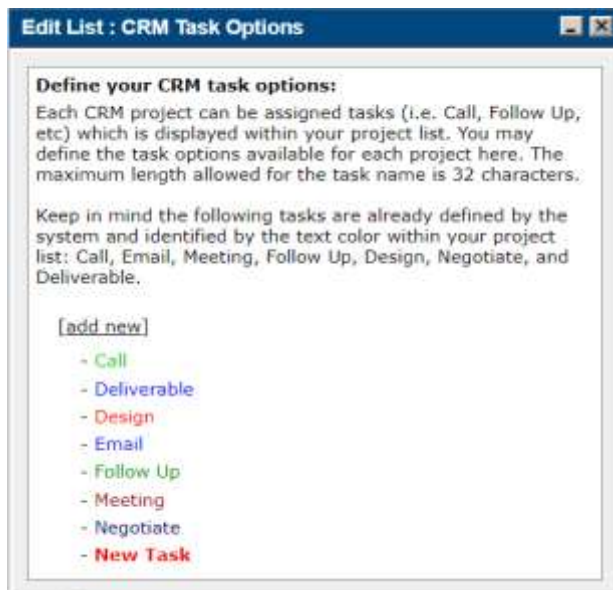 Edit List : CRM Task Options
Define your CRM task options:
Each CRM project can be assigned tasks (i.e. Call, Follow Up,
etc) which is displayed within your project list. You may
define the task options available for each project here. The
maximum length allowed for the task name is 32 characters.
Keep in mind the following tasks are already defined by the
system and identified by the text color within your project
list: Call, Email, Meeting, Follow Up, Design, Negotiate, and
Deliverable.
[add new]
- Call
- Deliverable
- Design
- Email
- Follow Up
- Meeting
- Negotiate
- New Task